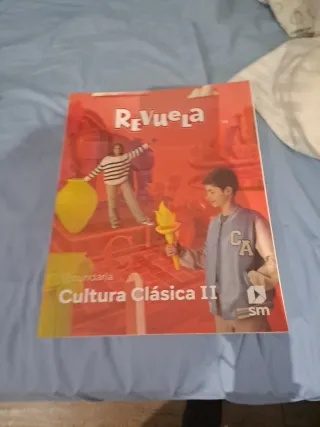 Revuela
CA
Secundaria
Cultura Clásica II
sm